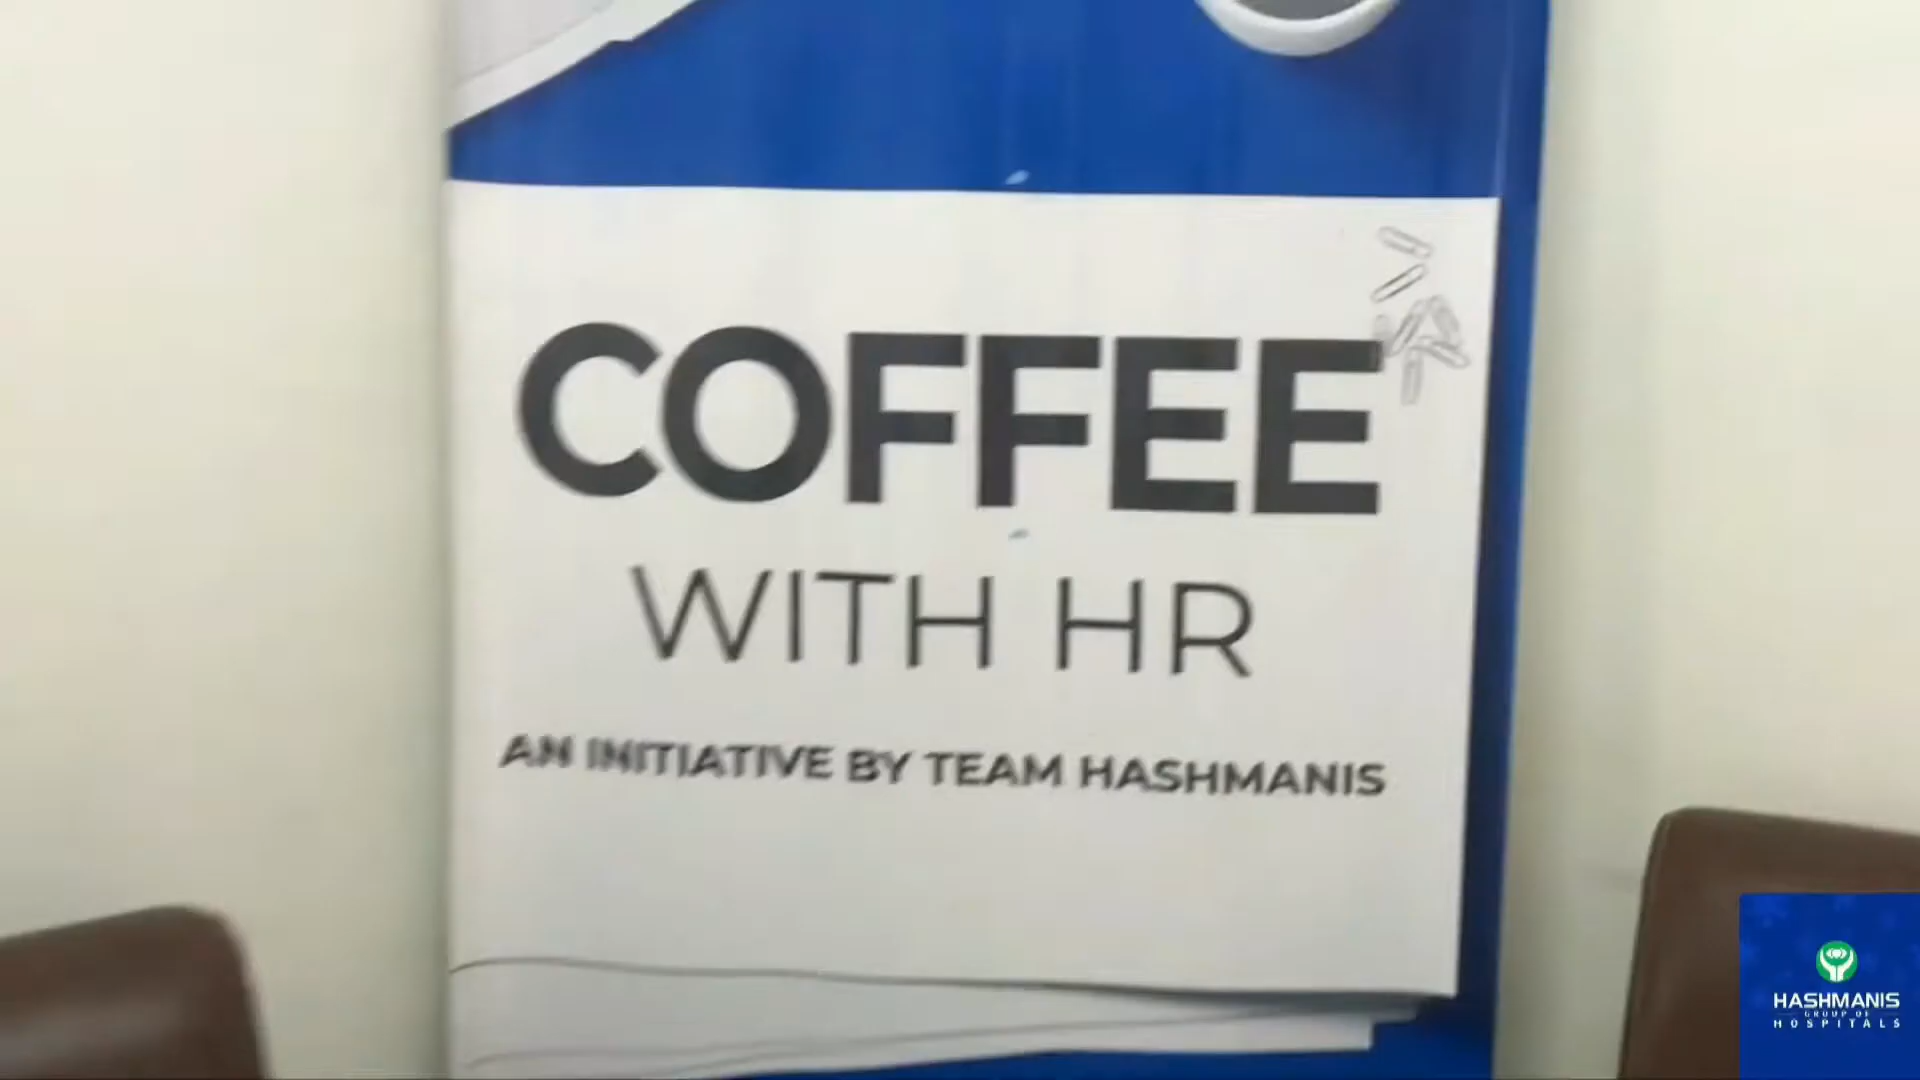 COFFEE
WITH HR
AN INITIATIVE BY TEAM HASHMANIS
HASHMANIS
GROUP OF
HOSPITALS